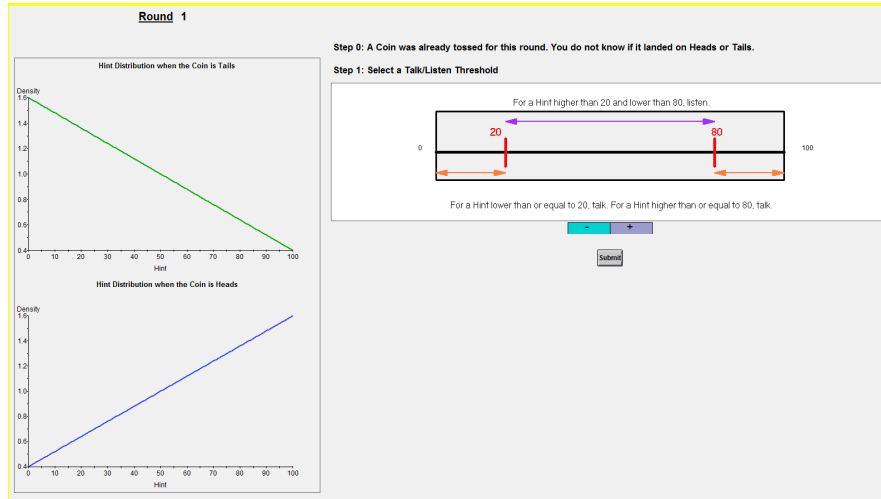 Round 1
Step 0: A Coin was already tossed for this round. You do not know if it landed on Heads or Tails.
Step 1: Select a Talk/Listen Threshold
Hint Distribution when the Coin is Tails
Density
1.6
1.4
1.2
1.0
0.8
0.6
0.4
0 10 20 30 40 50 60 70 80 90 100
Hint
For a Hint higher than 20 and lower than 80, listen.
20 80
0 100
For a Hint lower than or equal to 20, talk. For a Hint higher than or equal to 80, talk.
- +
Submit
Hint Distribution when the Coin is Heads
Density
1.6
1.4
1.2
1.0
0.8
0.6
0.4
0 10 20 30 40 50 60 70 80 90 100
Hint